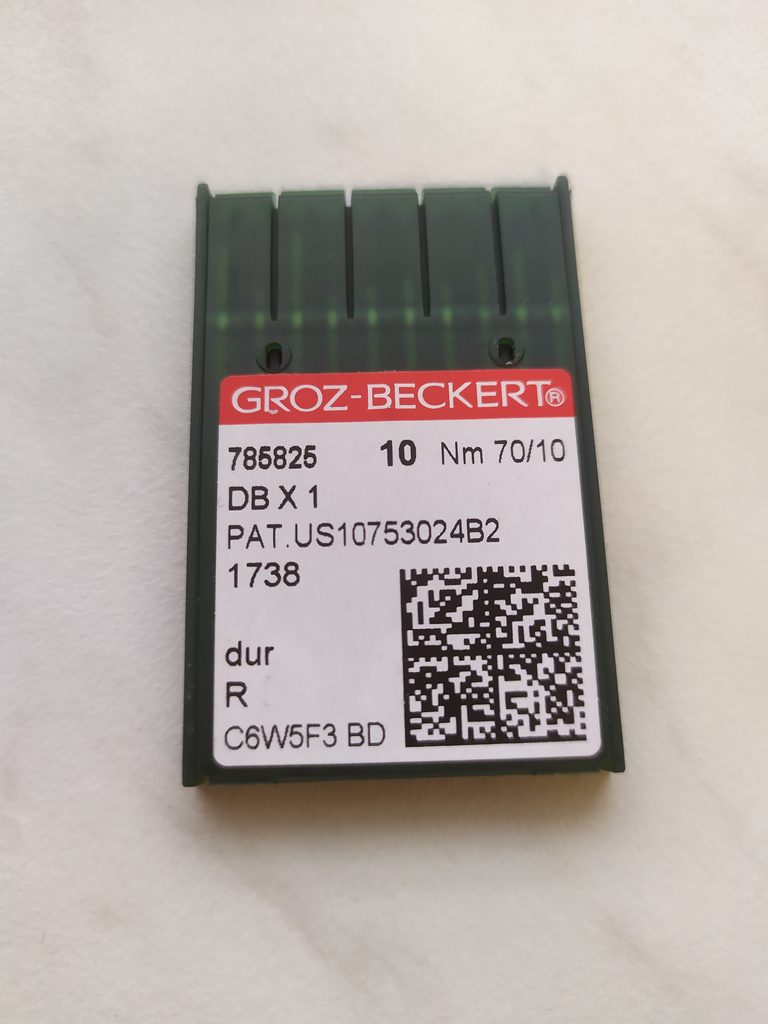 GROZ-BECKERT®
785825 10 Nm 70/10
DB X 1
PAT.US10753024B2
1738
dur
R
C6W5F3 BD